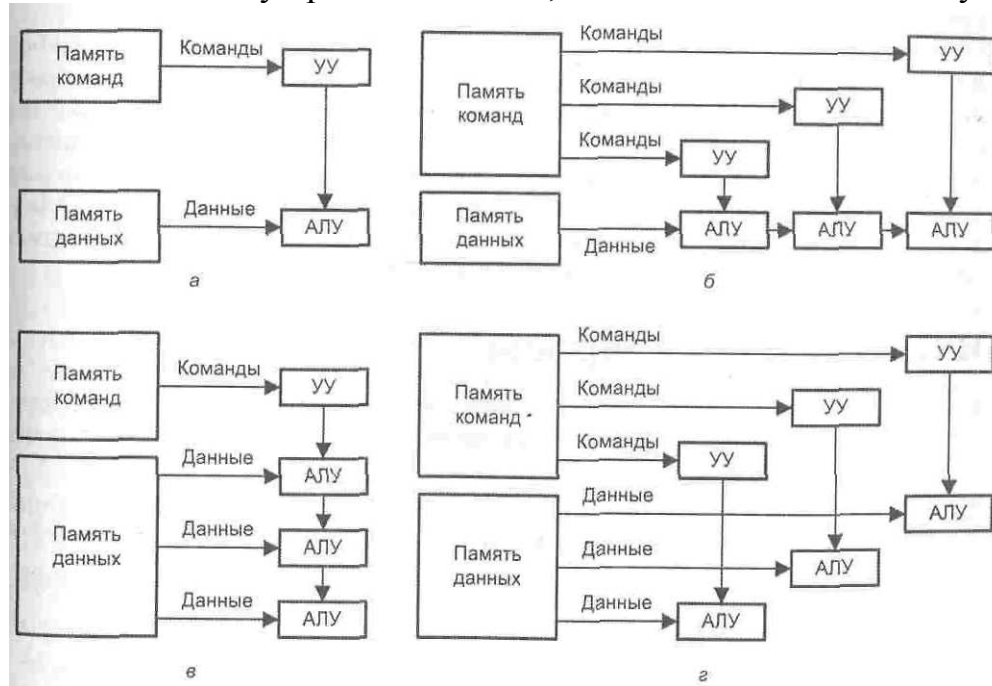 Память
команд
Команды
УУ
Память
данных
Данные
АЛУ
а
Память
команд
Команды
УУ
Команды
УУ
Команды
УУ
Память
данных
Данные
АЛУ
АЛУ
АЛУ
б
Память
команд
Команды
УУ
Память
данных
Данные
АЛУ
Данные
АЛУ
Данные
АЛУ
в
Память
команд
Команды
УУ
Команды
УУ
Команды
УУ
Память
данных
Данные
АЛУ
Данные
АЛУ
Данные
АЛУ
г